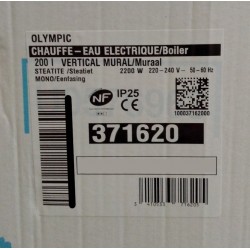 OLYMPIC
CHAUFFE-EAU ELECTRIQUE/Boiler
200 l VERTICAL MURAL/Muraal
STEATITE /Steatiet 2200 W 220-240 V~ 50-60 Hz
MONO/Eenfasing
NF IP25
CE
100037162000
371620